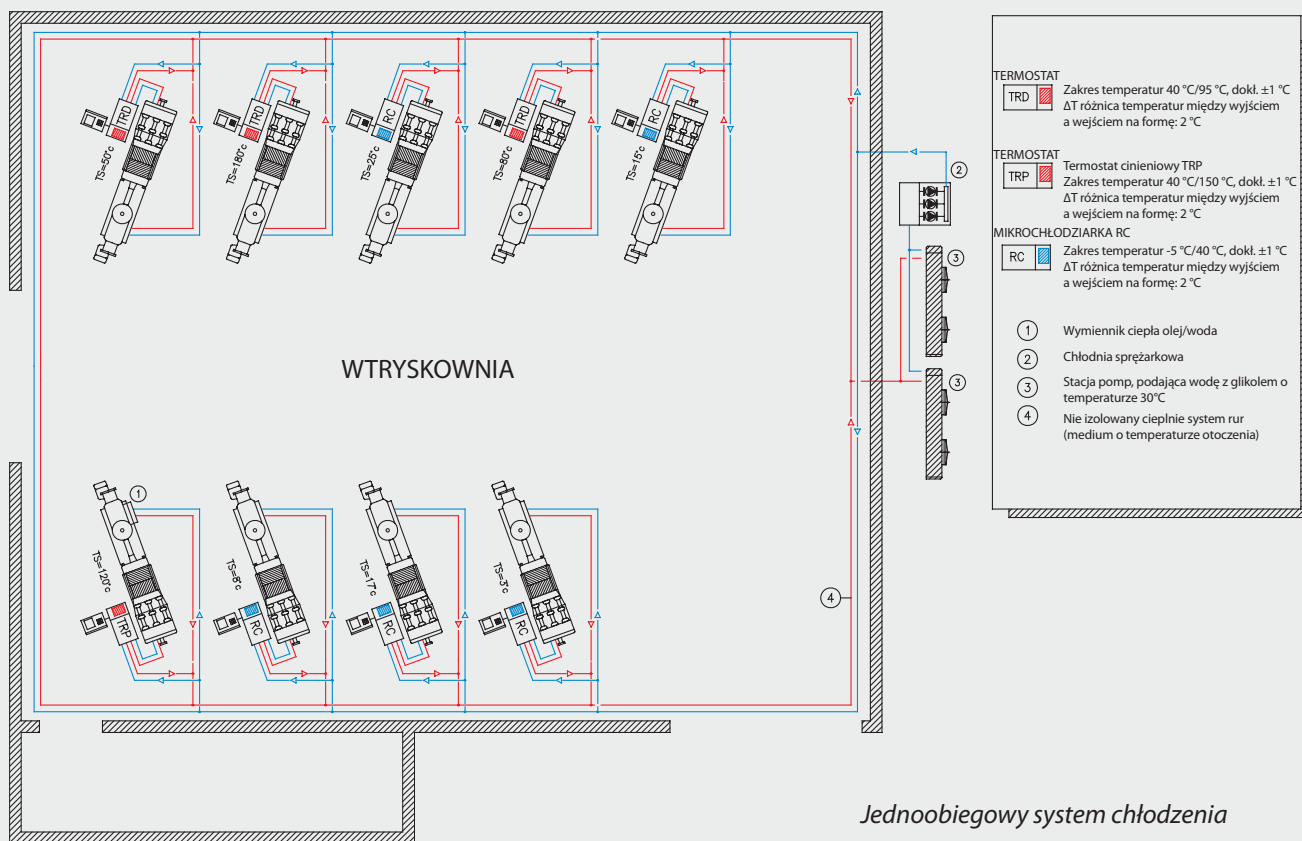 TRD
TS=50°c
TRD
TS=180°c
RC
TS=25°c
TRD
TS=80°c
RC
TS=15°c
2
3
3
WTRYSKOWNIA
1
TS=120°c
TRP
TS=8°c
RC
TS=17°c
RC
TS=3°c
RC
4
TERMOSTAT
TRD
Zakres temperatur 40 °C/95 °C, dokł. ±1 °C
ΔT różnica temperatur między wyjściem
a wejściem na formę: 2 °C
TERMOSTAT
TRP
Termostat cinieniowy TRP
Zakres temperatur 40 °C/150 °C, dokł. ±1 °C
ΔT różnica temperatur między wyjściem
a wejściem na formę: 2 °C
MIKROCHŁODZIARKA RC
RC
Zakres temperatur -5 °C/40 °C, dokł. ±1 °C
ΔT różnica temperatur między wyjściem
a wejściem na formę: 2 °C
1 Wymiennik ciepła olej/woda
2 Chłodnia sprężarkowa
3 Stacja pomp, podająca wodę z glikolem o
temperaturze 30°C
4 Nie izolowany cieplnie system rur
(medium o temperaturze otoczenia)
Jednoobiegowy system chłodzenia